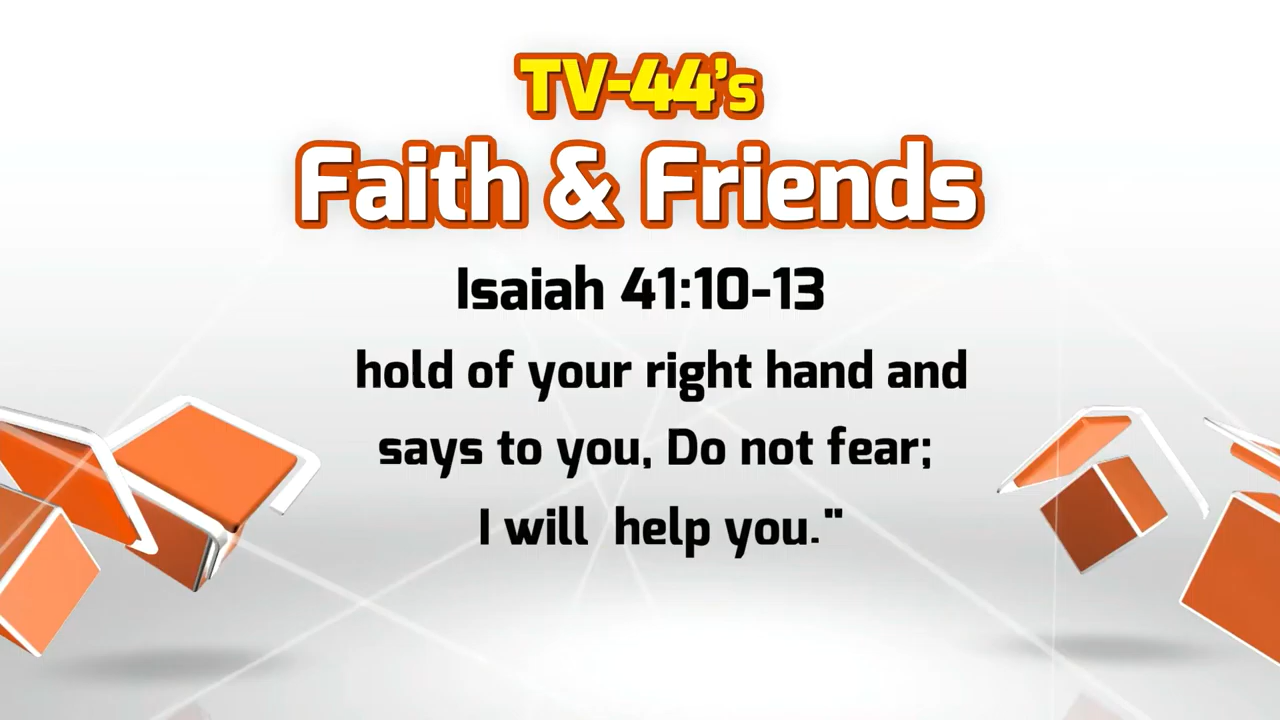 TV-44's
Faith & Friends
Isaiah 41:10-13
hold of your right hand and
says to you, Do not fear;
I will  help you."